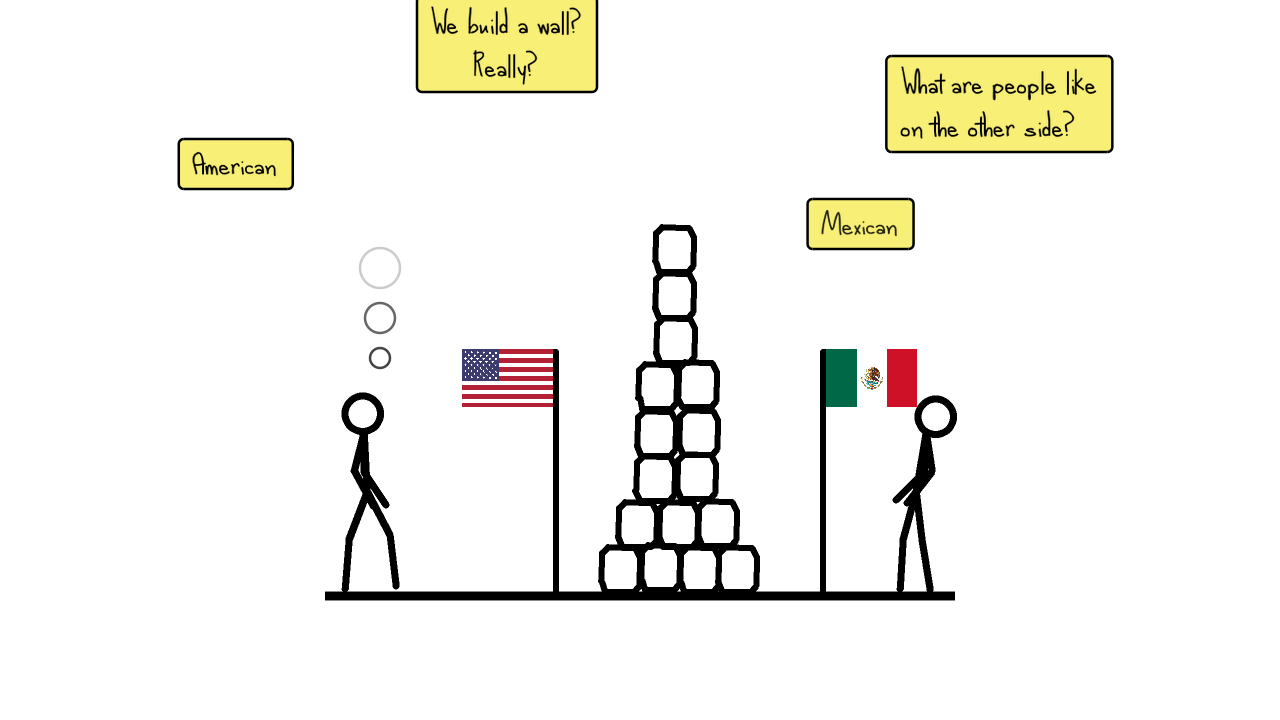 We build a wall?
Really?
What are people like
on the other side?
American
Mexican